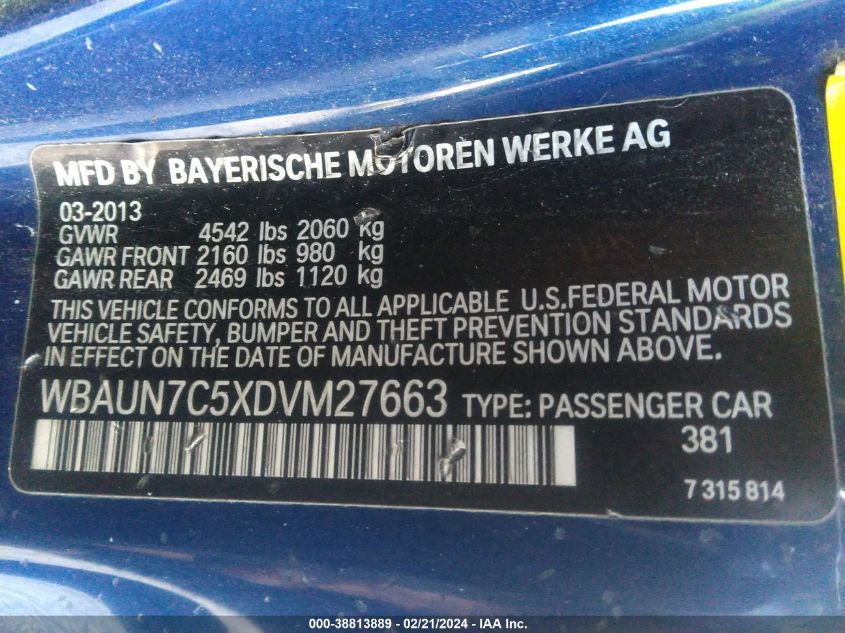 MFD BY BAYERISCHE MOTOREN WERKE AG
03-2013
GVWR 4542 lbs 2060 kg
GAWR FRONT 2160 lbs 980 kg
GAWR REAR 2469 lbs 1120 kg
THIS VEHICLE CONFORMS TO ALL APPLICABLE U.S.FEDERAL MOTOR
VEHICLE SAFETY, BUMPER AND THEFT PREVENTION STANDARDS
IN EFFECT ON THE DATE OF MANUFACTURE SHOWN ABOVE.
WBAUN7C5XDVM27663 TYPE: PASSENGER CAR
381
7 315 814
000-38813889 - 02/21/2024 - IAA Inc.